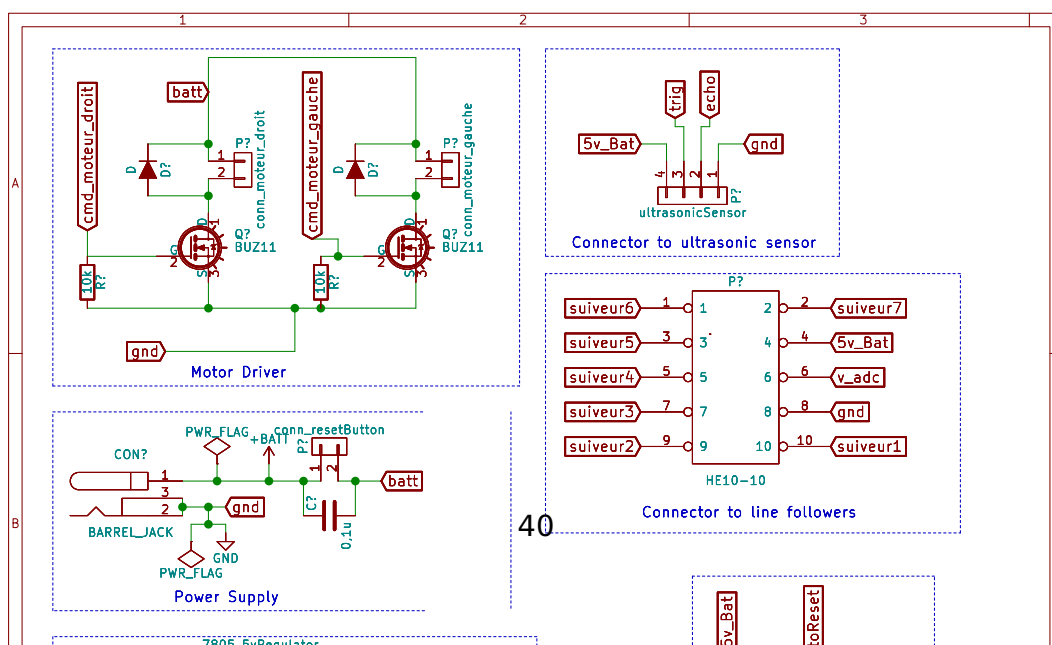 1 2 3
A
B
cmd_moteur_droit
batt
cmd_moteur_gauche
D
D?
P?
1
2
conn_moteur_droit
D
D?
P?
1
2
conn_moteur_gauche
D
1
G
2
S
3
Q?
BUZ11
D
1
G
2
S
3
Q?
BUZ11
10k
R?
10k
R?
gnd
Motor Driver
trig
echo
5v_Bat
gnd
4
3
2
1
P?
ultrasonicSensor
Connector to ultrasonic sensor
P?
suiveur6 1 1 2 2 suiveur7
suiveur5 3 3 4 4 5v_Bat
suiveur4 5 5 6 6 v_adc
suiveur3 7 7 8 8 gnd
suiveur2 9 9 10 10 suiveur1
HE10-10
Connector to line followers
PWR_FLAG
+BATT
conn_resetButton
P?
1
2
CON?
1
3
2
BARREL_JACK
gnd
C?
0.1u
batt
GND
PWR_FLAG
Power Supply
40
7805 5vRegulator
5v_Bat
toReset